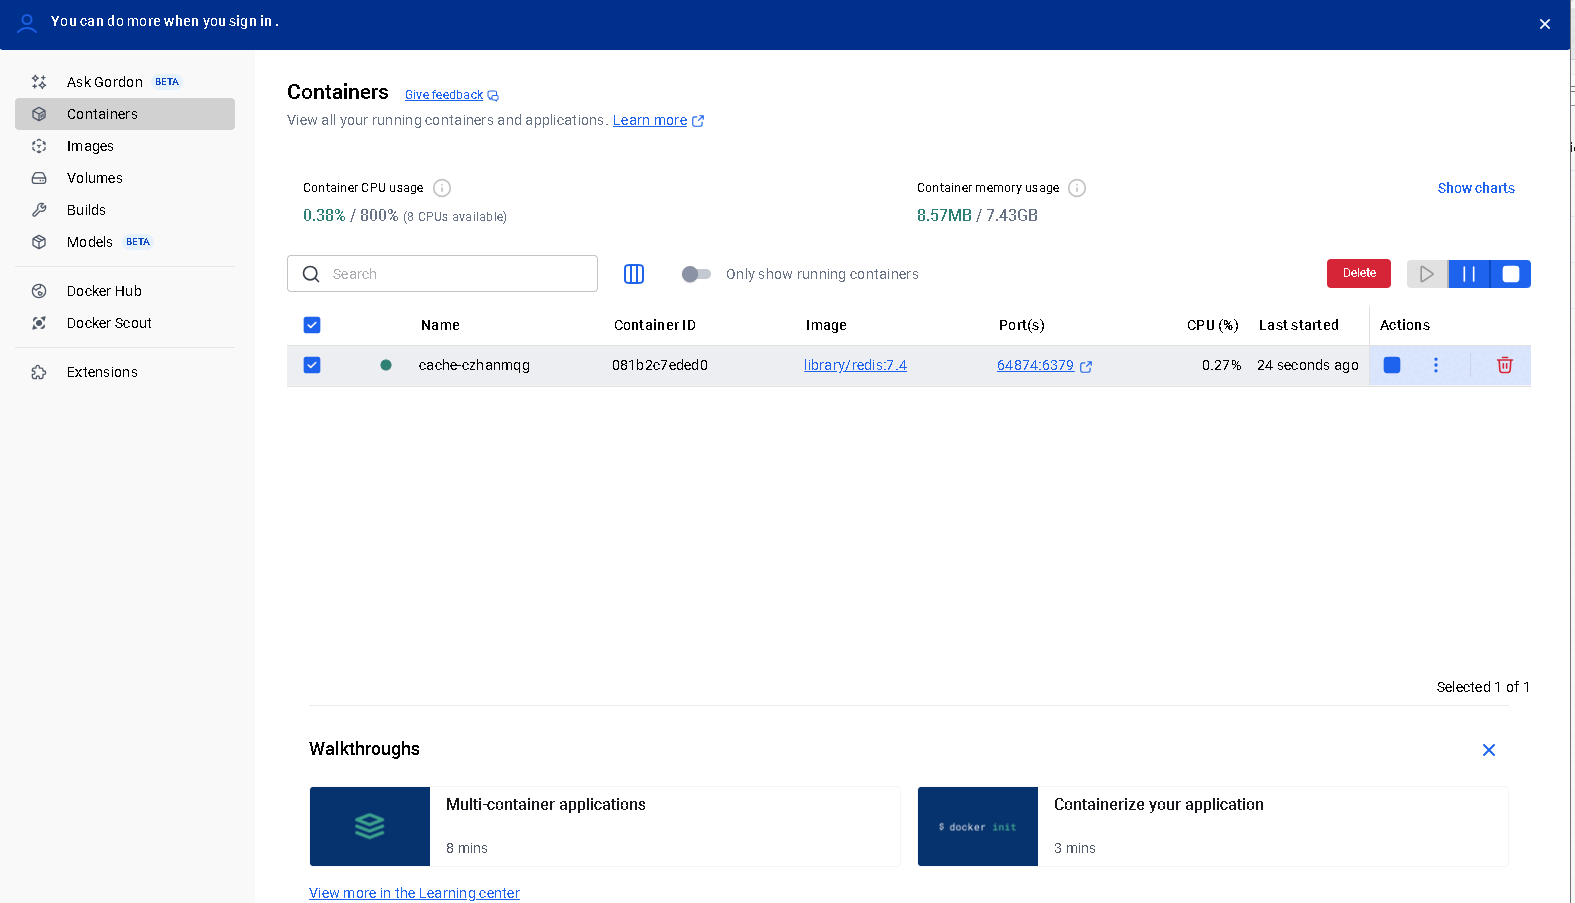 You can do more when you sign in .
Ask Gordon BETA
Containers
Images
Volumes
Builds
Models BETA
Docker Hub
Docker Scout
Extensions
Containers Give feedback
View all your running containers and applications. Learn more
Container CPU usage
0.38% / 800% (8 CPUs available)
Container memory usage
8.57MB / 7.43GB
Show charts
Search
Only show running containers
Delete
Name Container ID Image Port(s) CPU (%) Last started Actions
cache-czhanmqg 081b2c7eded0 library/redis:7.4 64874:6379 0.27% 24 seconds ago
Selected 1 of 1
Walkthroughs
Multi-container applications
8 mins
$ docker init
Containerize your application
3 mins
View more in the Learning center